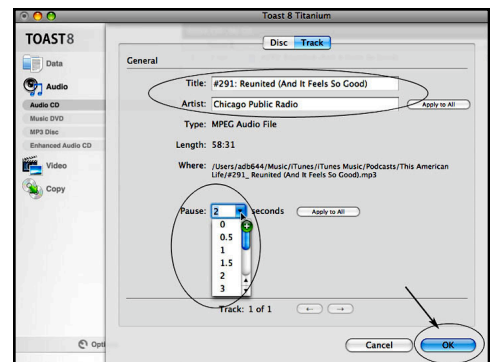 Toast 8 Titanium
TOAST 8
Data
Audio
Audio CD
Music DVD
MP3 Disc
Enhanced Audio CD
Video
Copy
Opti
Disc Track
General
Title: #291: Reunited (And It Feels So Good)
Artist: Chicago Public Radio Apply to All
Type: MPEG Audio File
Length: 58:31
Where: /Users/adb644/Music/iTunes/iTunes Music/Podcasts/This American
Life/#291_ Reunited (And It Feels So Good).mp3
Pause: 2 seconds Apply to All
0
0.5
1
1.5
2
3
Track: 1 of 1
Cancel OK